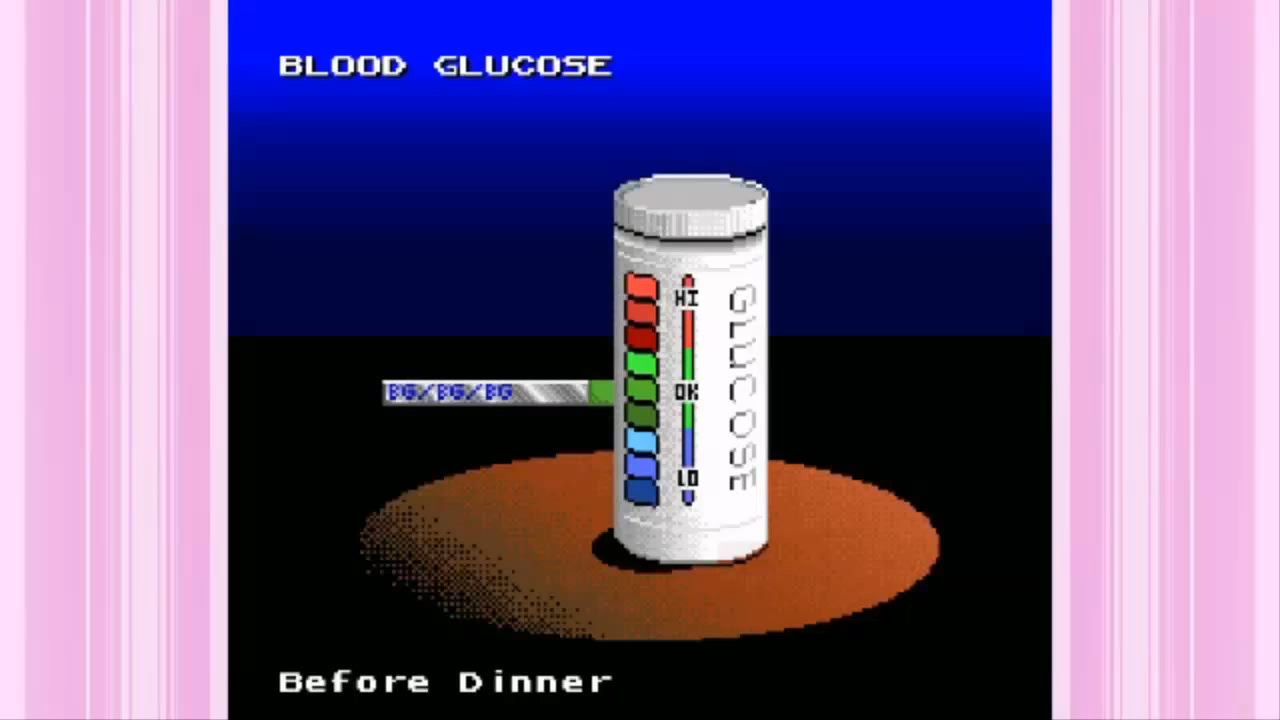 BLOOD GLUCOSE
HI
GLUCOSE
BG/BG/BG
OK
LO
Before Dinner